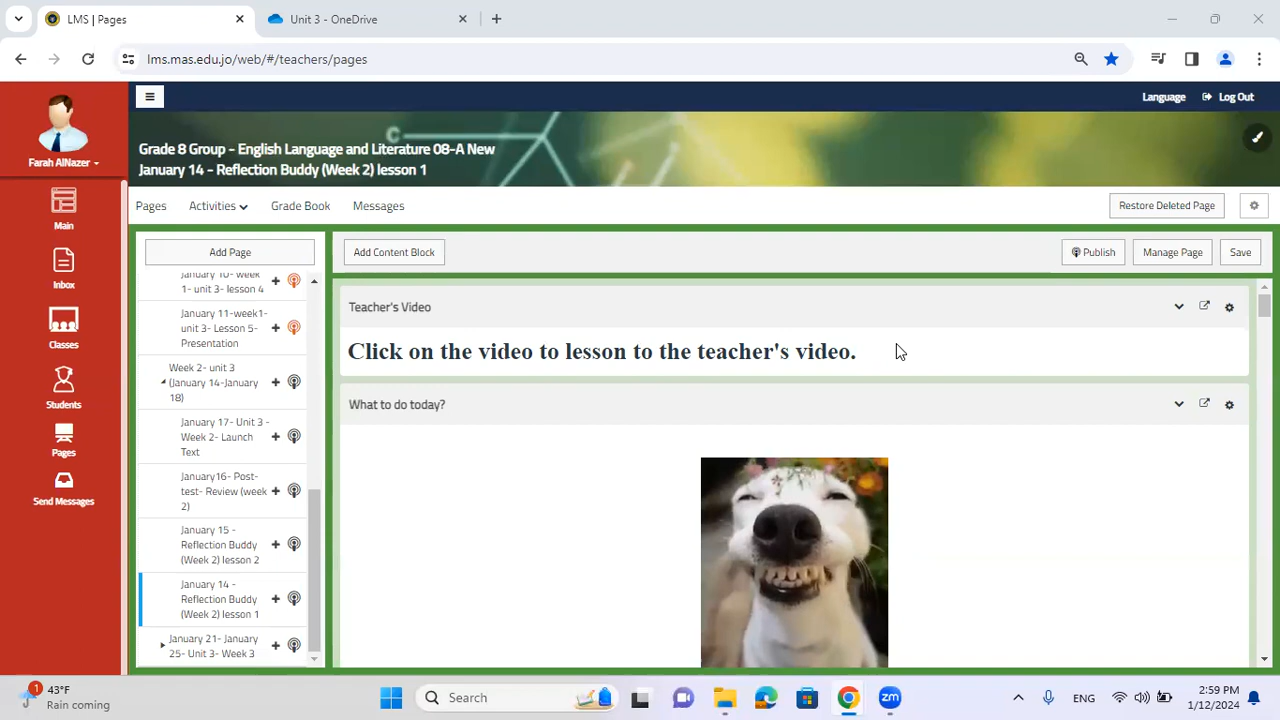 LMS | Pages
Unit 3 - OneDrive
lms.mas.edu.jo/web/#/teachers/pages
Language
Log Out
Farah AlNazer
Grade 8 Group - English Language and Literature 08-A New
January 14 - Reflection Buddy (Week 2) lesson 1
Pages
Activities
Grade Book
Messages
Restore Deleted Page
Main
Inbox
Classes
Students
Pages
Send Messages
Add Page
January 10- week
1- unit 3- lesson 4
January 11-week1-
unit 3- Lesson 5-
Presentation
Week 2- unit 3
(January 14-January
18)
January 17- Unit 3 -
Week 2- Launch
Text
January16- Post-
test- Review (week
2)
January 15 -
Reflection Buddy
(Week 2) lesson 2
January 14 -
Reflection Buddy
(Week 2) lesson 1
January 21- January
25- Unit 3- Week 3
Add Content Block
Publish
Manage Page
Save
Teacher's Video
Click on the video to lesson to the teacher's video.
What to do today?
1
43°F
Rain coming
Search
zm
zm
ENG
2:59 PM
1/12/2024